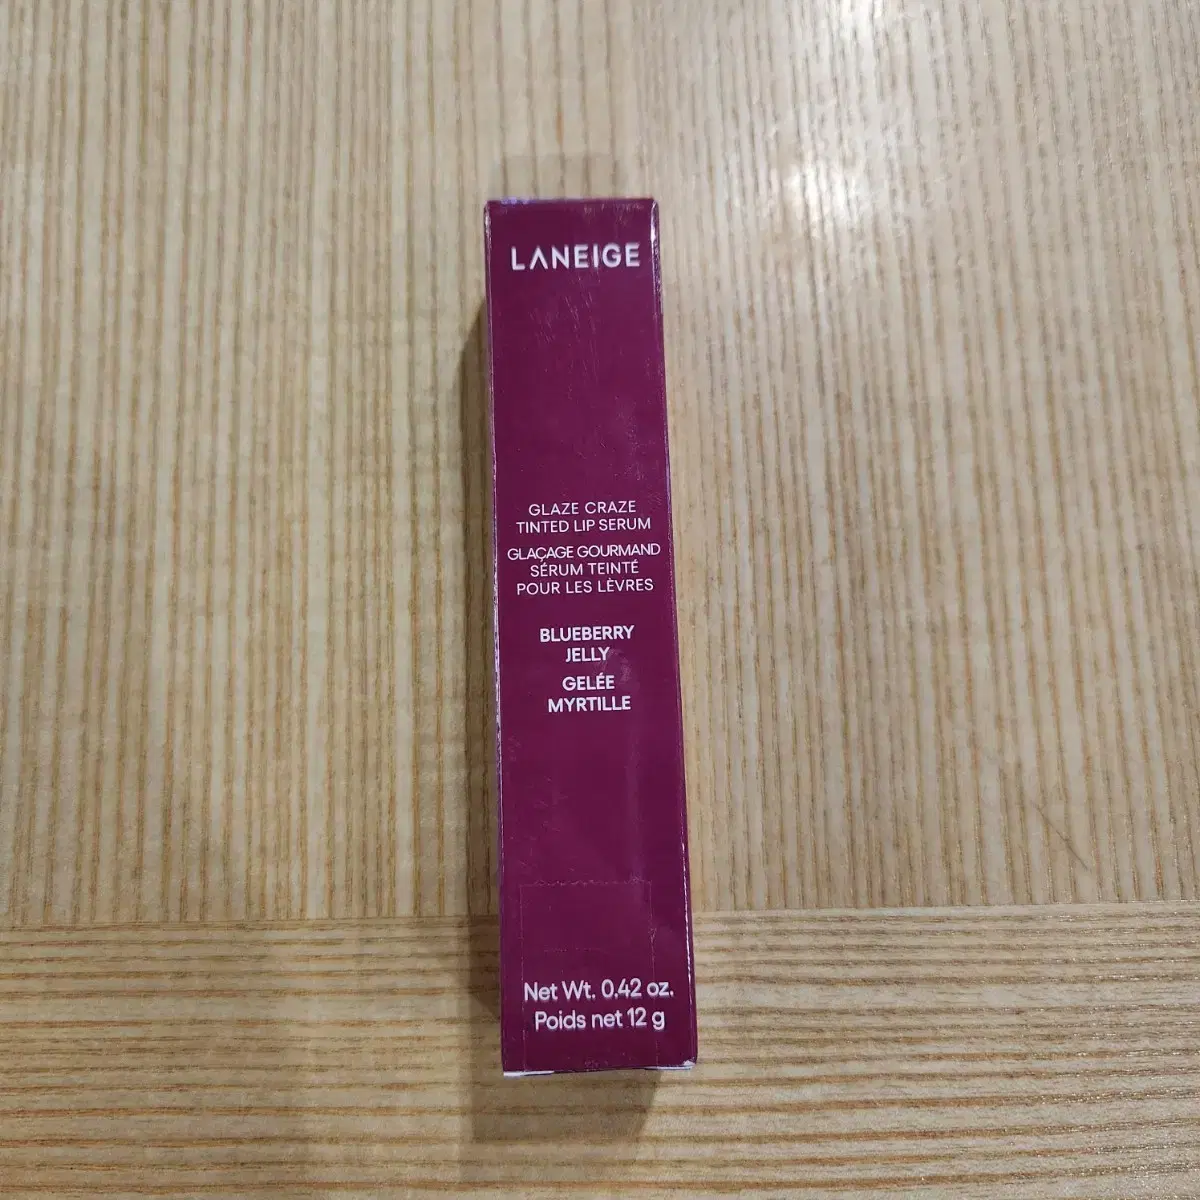 LANEIGE
GLAZE CRAZE
TINTED LIP SERUM
GLAÇAGE GOURMAND
SÉRUM TEINTÉ
POUR LES LÈVRES
BLUEBERRY
JELLY
GELÉE
MYRTILLE
Net Wt. 0.42 oz.
Poids net 12 g